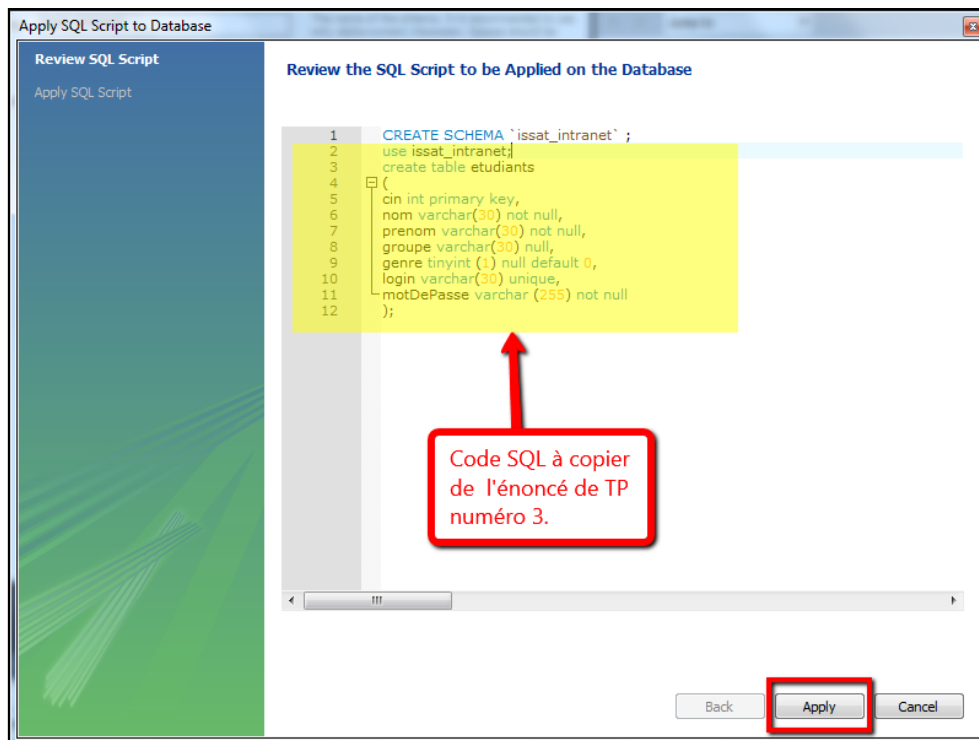 Apply SQL Script to Database
Review SQL Script
Apply SQL Script
Review the SQL Script to be Applied on the Database
1 CREATE SCHEMA `issat_intranet` ;
2 use issat_intranet;
3 create table etudiants
4 (
5 cin int primary key,
6 nom varchar(30) not null,
7 prenom varchar(30) not null,
8 groupe varchar(30) null,
9 genre tinyint (1) null default 0,
10 login varchar(30) unique,
11 motDePasse varchar (255) not null
12 );
Code SQL à copier
de l'énoncé de TP
numéro 3.
Back Apply Cancel